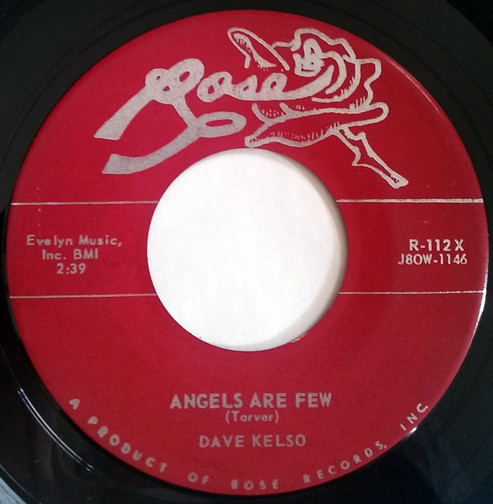 Rose
Evelyn Music,
Inc. BMI
2:39
R-112X
J8OW-1146
ANGELS ARE FEW
(Tarver)
DAVE KELSO
A PRODUCT OF ROSE RECORDS, INC.